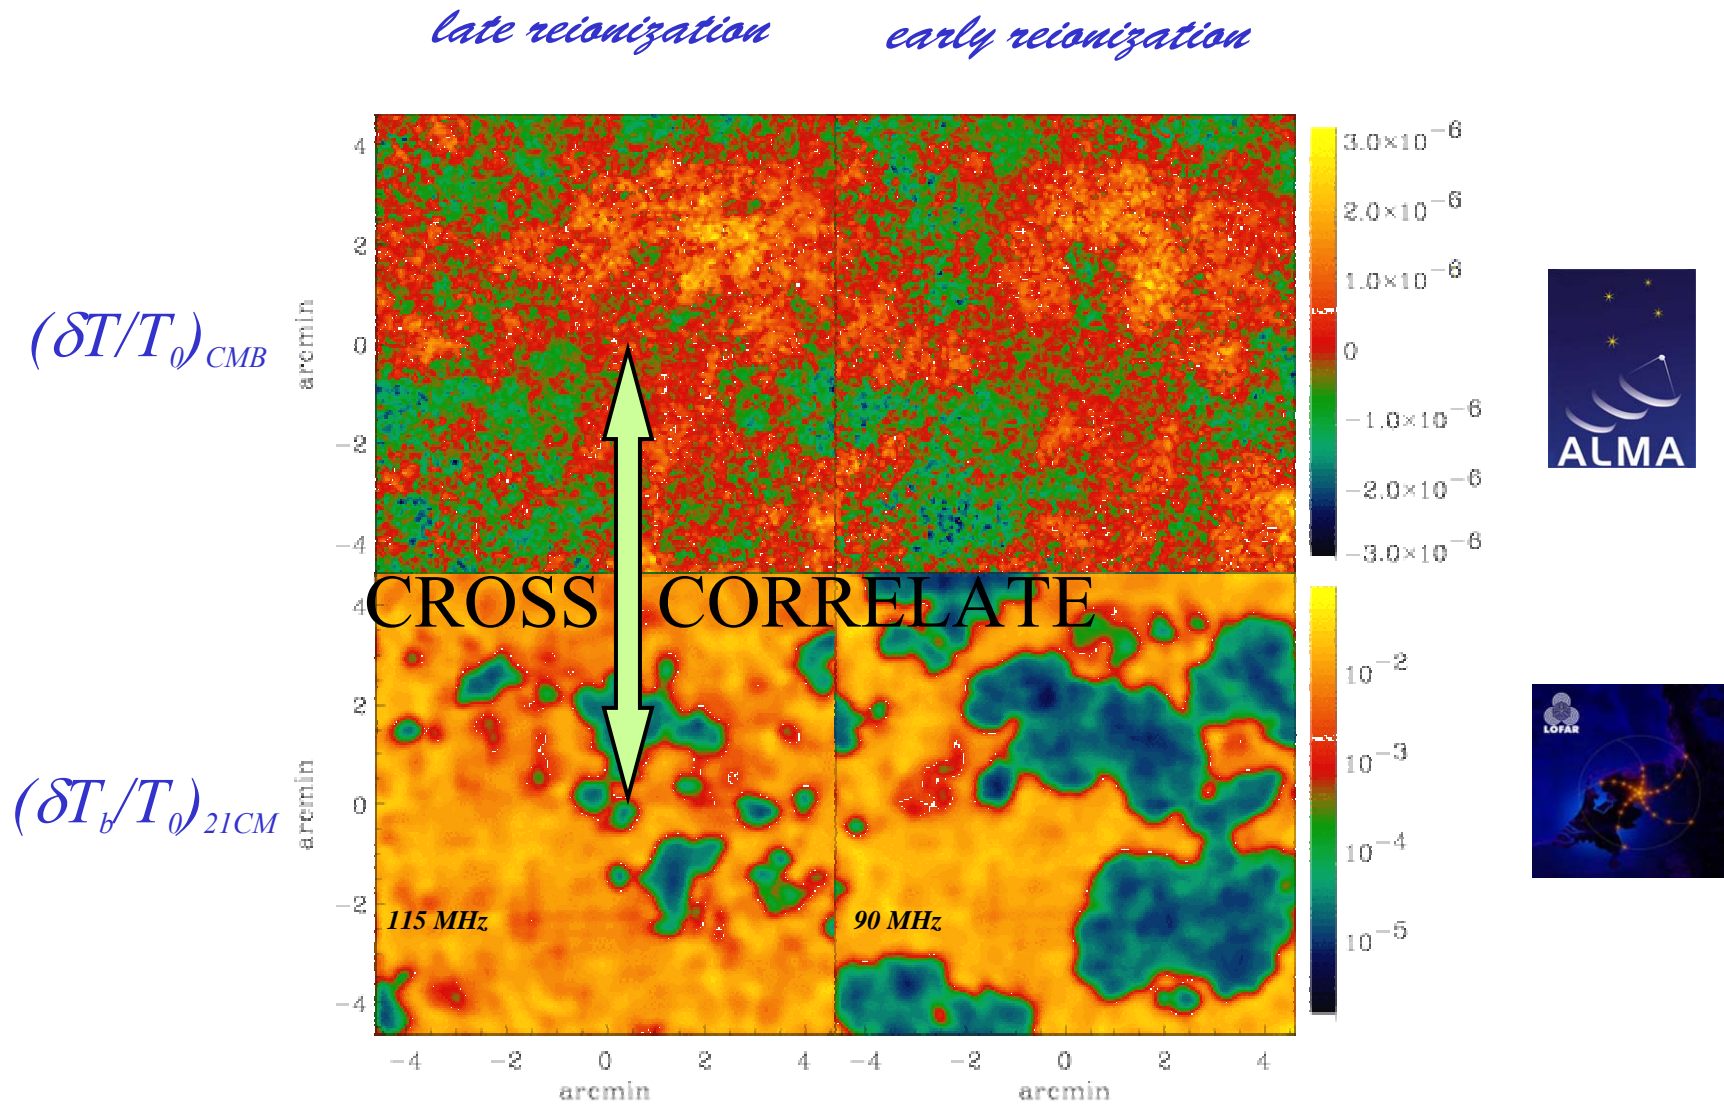 late reionization
early reionization
4
2
0
−2
−4
arcmin
(δT/T₀)CMB
3.0×10⁻⁶
2.0×10⁻⁶
1.0×10⁻⁶
0
−1.0×10⁻⁶
−2.0×10⁻⁶
−3.0×10⁻⁶
ALMA
CROSS CORRELATE
4
2
0
−2
−4
arcmin
(δT_b/T₀)21CM
115 MHz
90 MHz
10⁻²
10⁻³
10⁻⁴
10⁻⁵
LOFAR
−4 −2 0 2 4
−4 −2 0 2 4
arcmin
arcmin